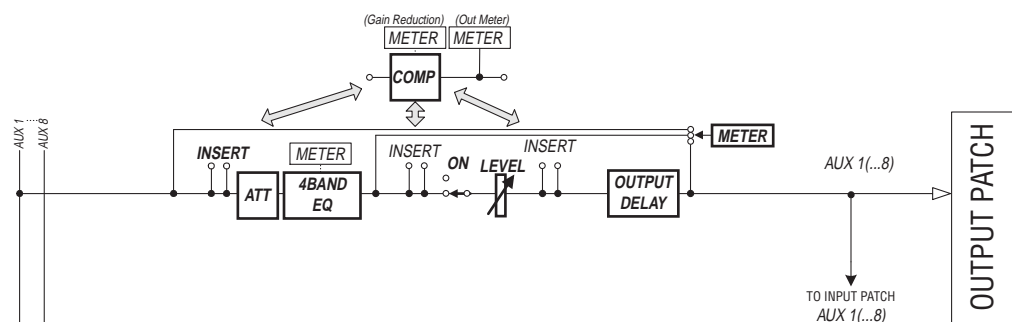 (Gain Reduction) (Out Meter)
METER METER
COMP
AUX 1
AUX 8
INSERT
METER
INSERT
ON
LEVEL
INSERT
METER
ATT
4BAND
EQ
OUTPUT
DELAY
AUX 1(...8)
OUTPUT PATCH
TO INPUT PATCH
AUX 1(...8)